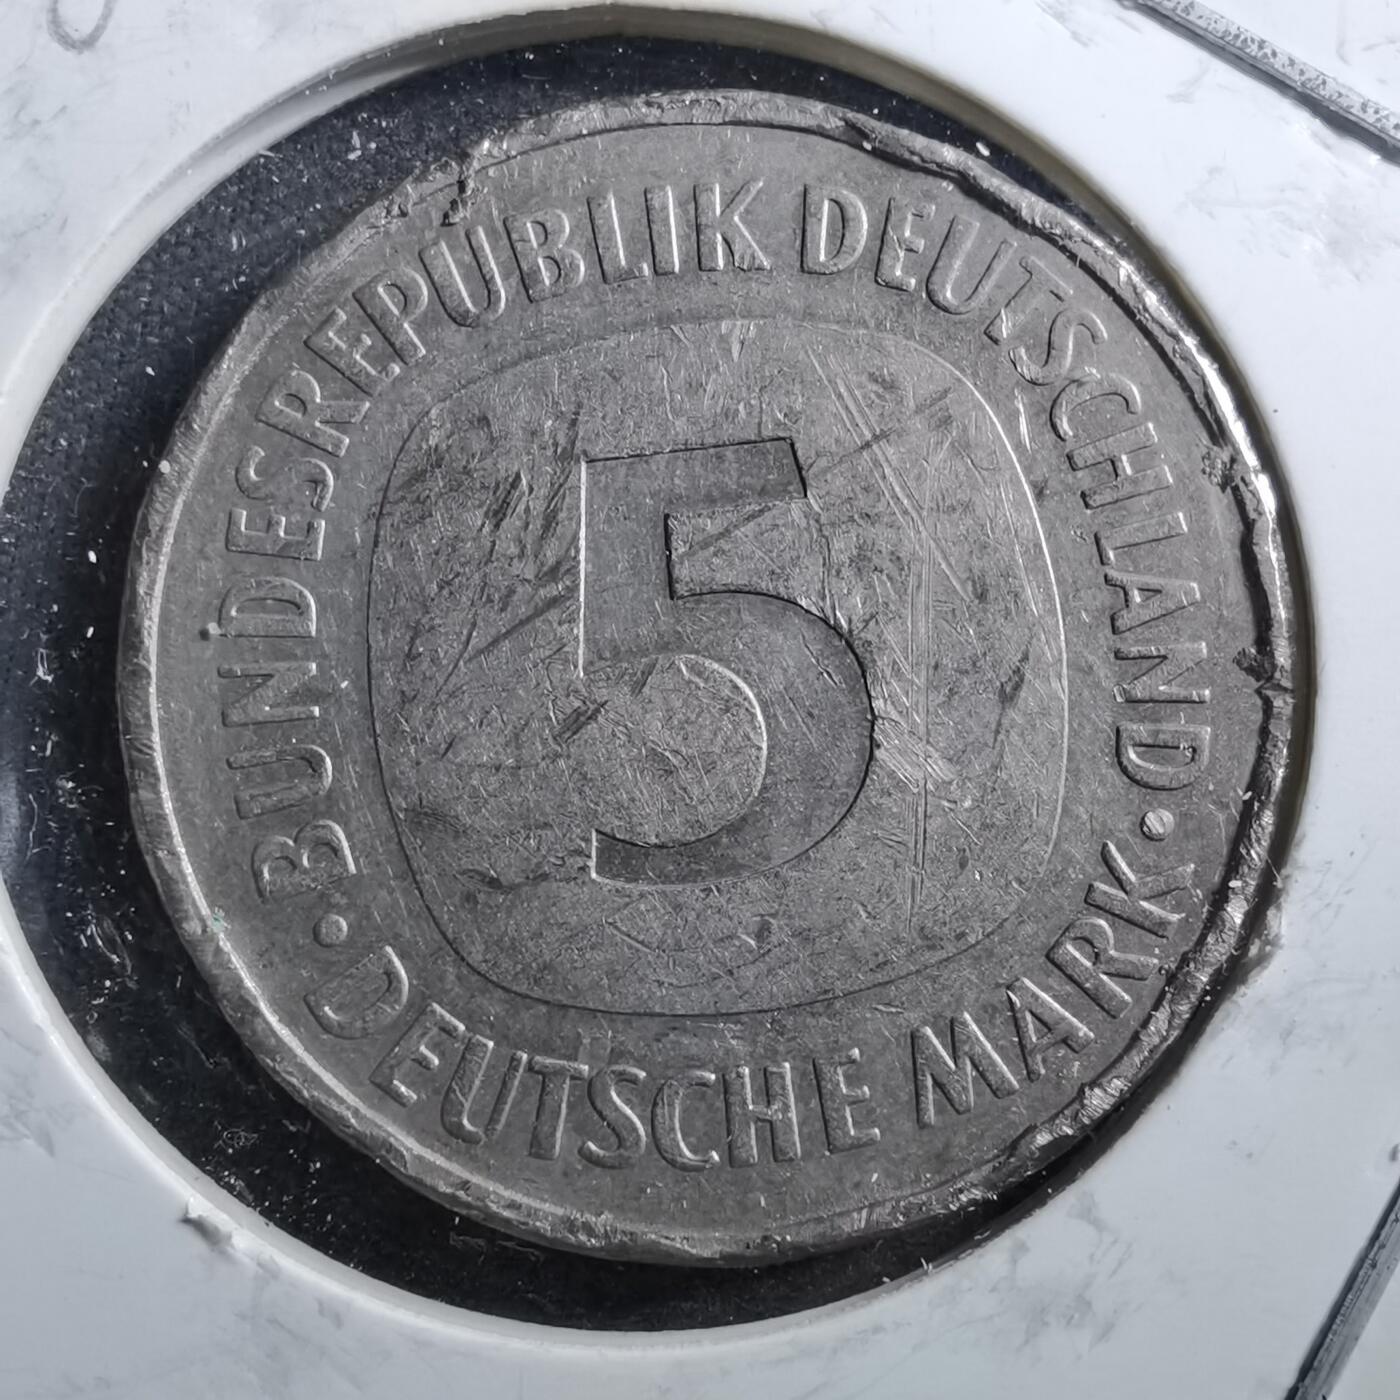 BUNDESREPUBLIK DEUTSCHLAND
5
• DEUTSCHE MARK •